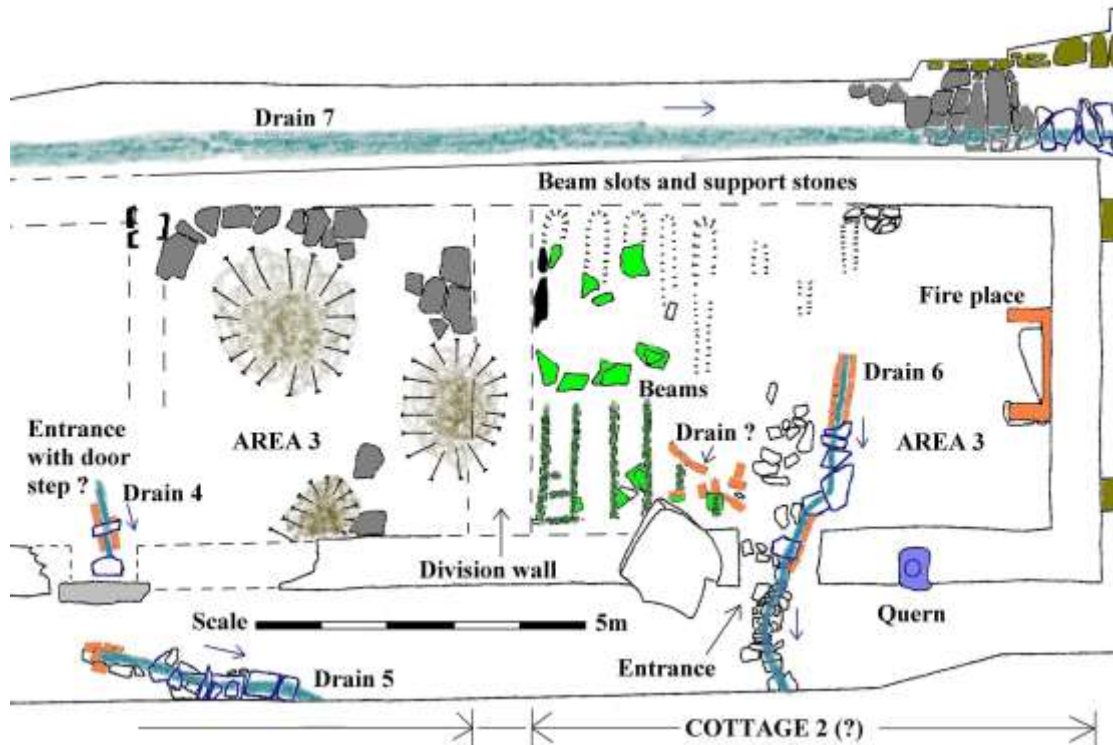 Drain 7
Beam slots and support stones
Fire place
Drain 6
Beams
Entrance
with door
step ?
AREA 3
Drain ?
AREA 3
Drain 4
Division wall
Quern
Scale
5m
Entrance
Drain 5
COTTAGE 2 (?)